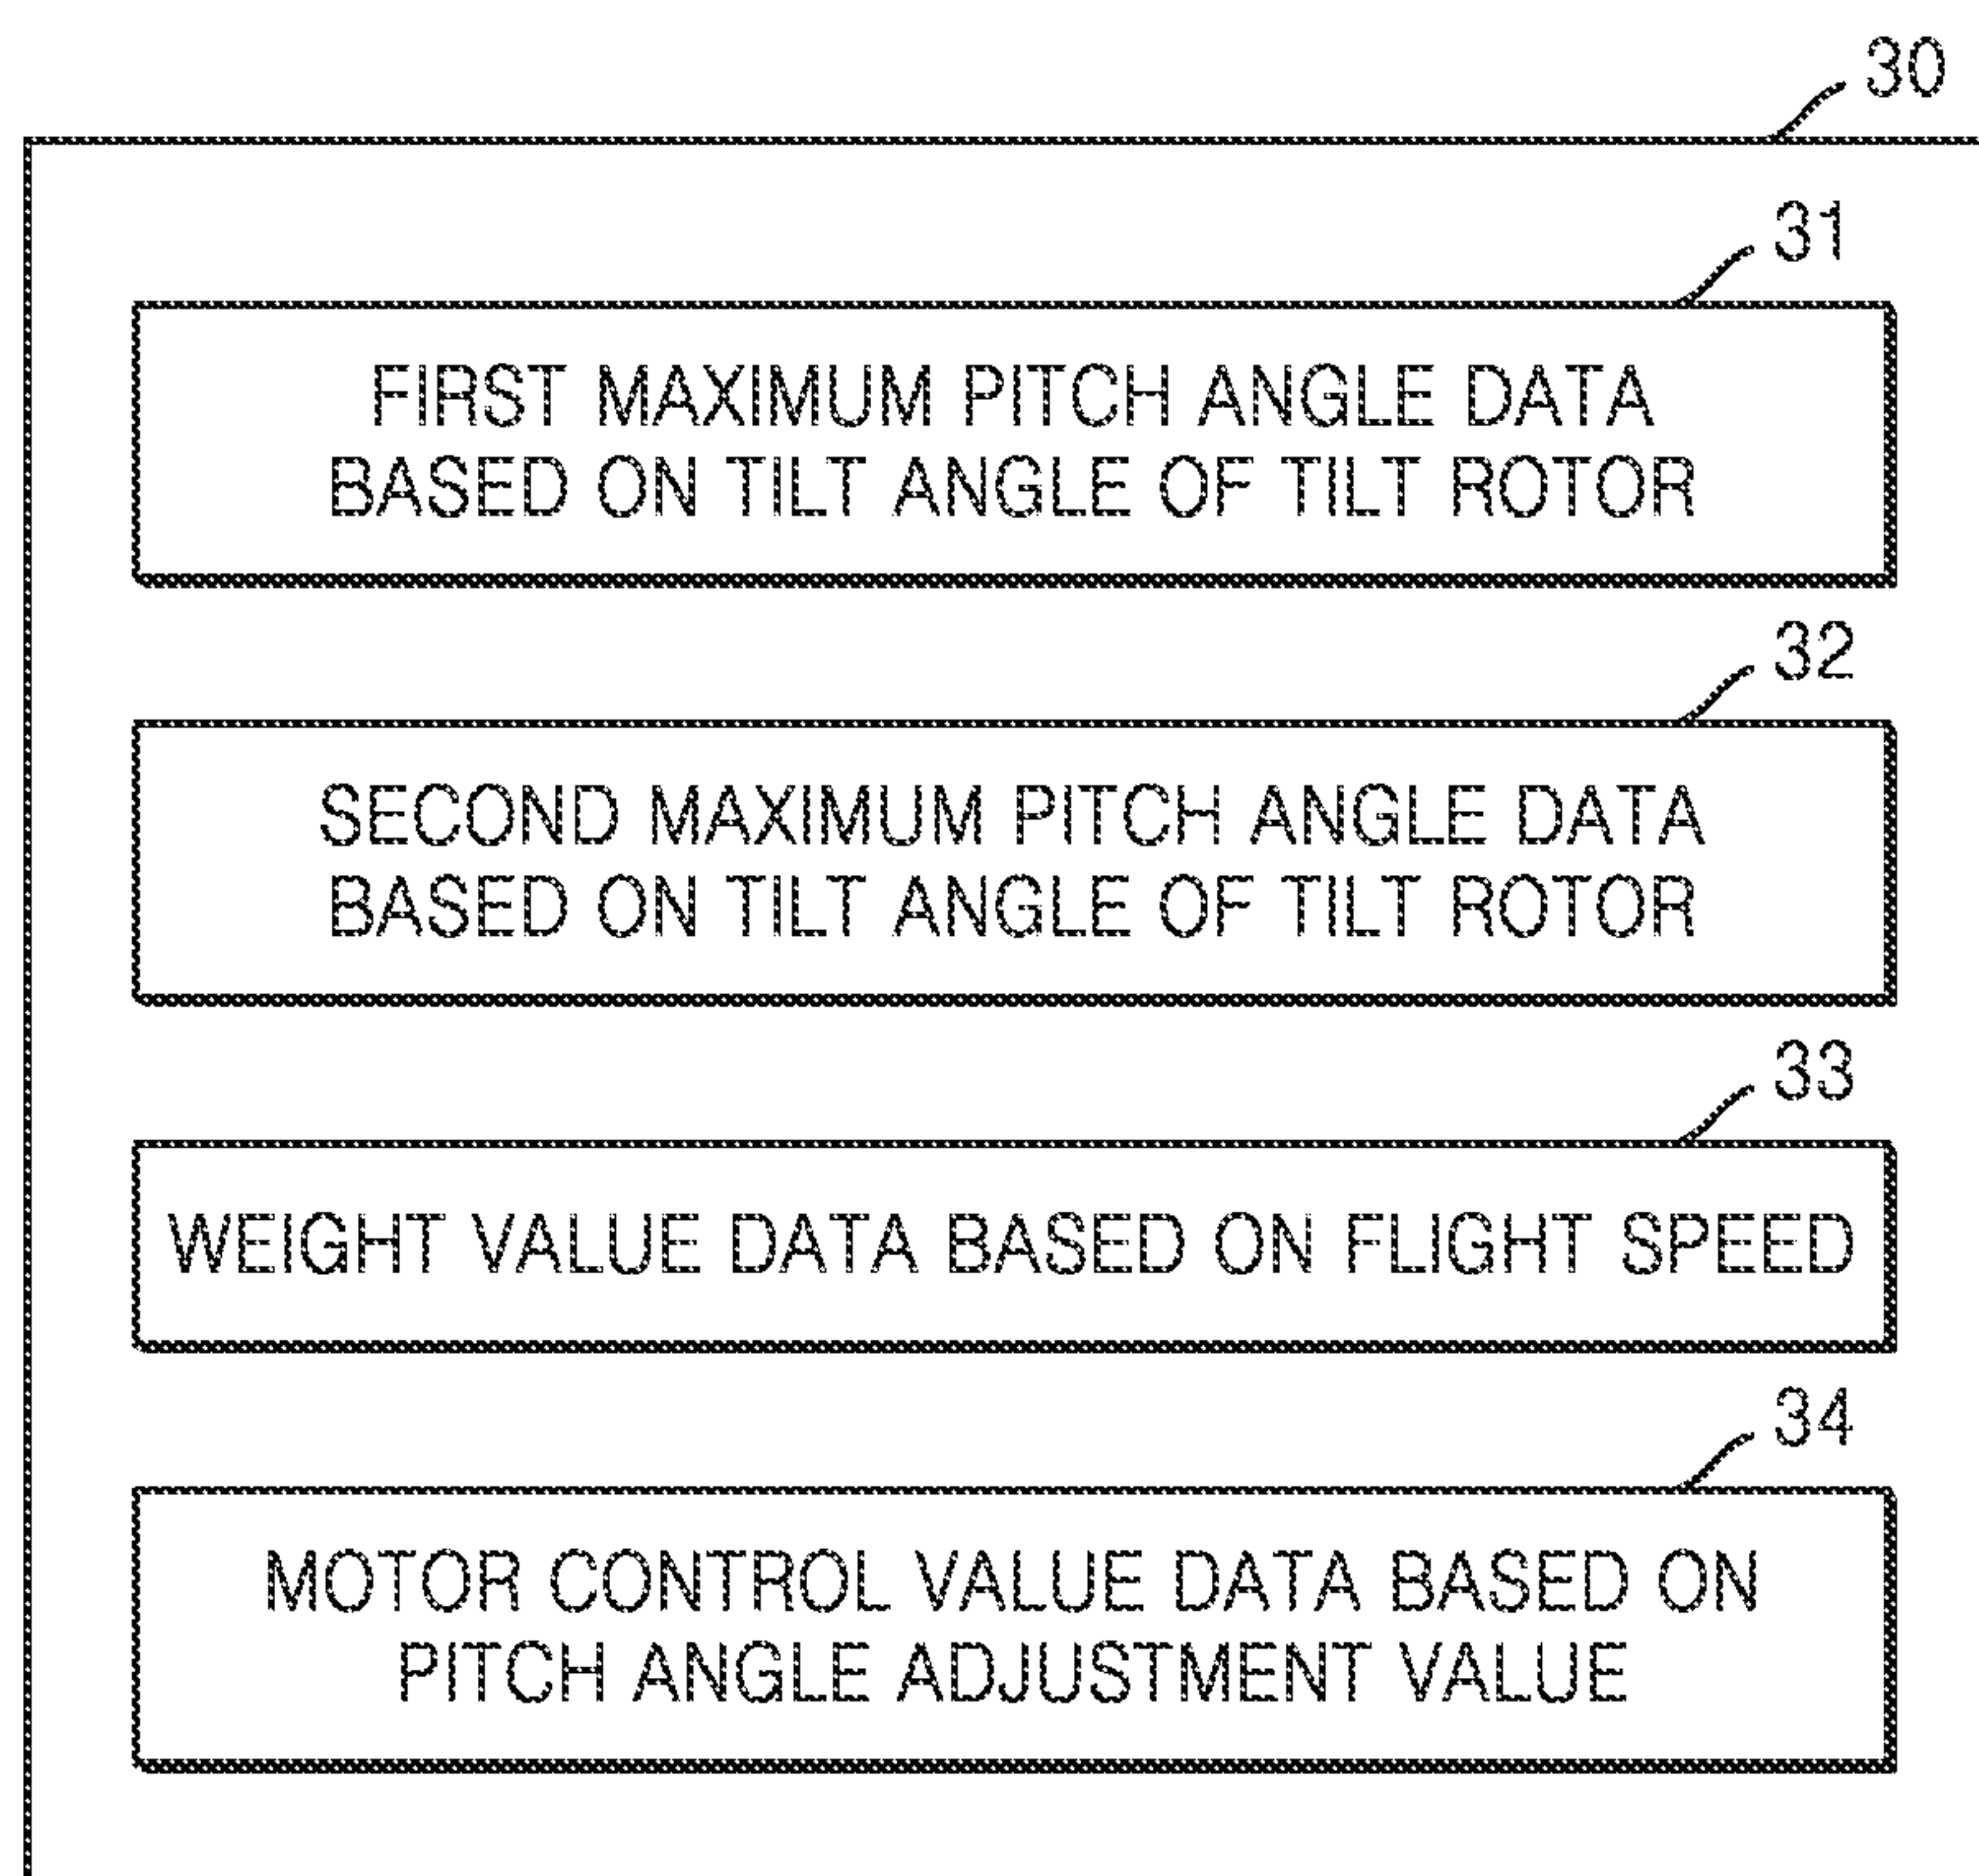 30
31
FIRST MAXIMUM PITCH ANGLE DATA
BASED ON TILT ANGLE OF TILT ROTOR
32
SECOND MAXIMUM PITCH ANGLE DATA
BASED ON TILT ANGLE OF TILT ROTOR
33
WEIGHT VALUE DATA BASED ON FLIGHT SPEED
34
MOTOR CONTROL VALUE DATA BASED ON
PITCH ANGLE ADJUSTMENT VALUE